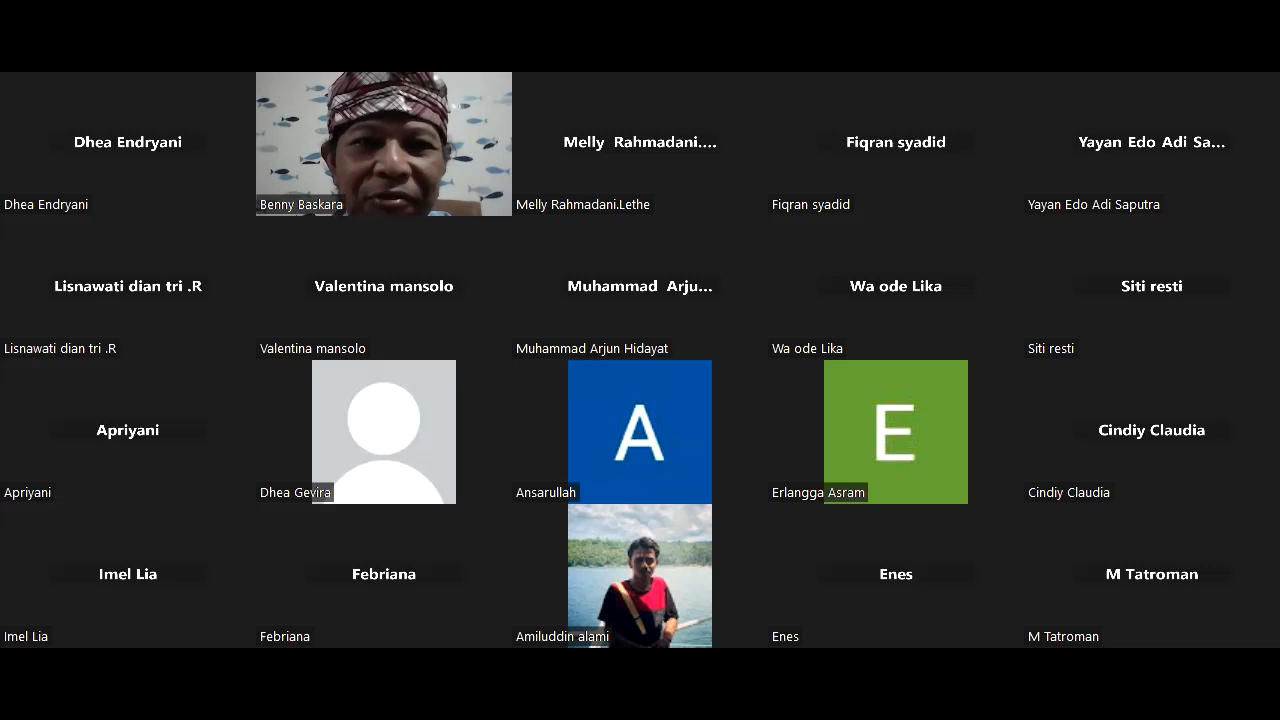 Dhea Endryani
Melly Rahmadani....
Fiqran syadid
Yayan Edo Adi Sa...
Dhea Endryani
Benny Baskara
Melly Rahmadani.Lethe
Fiqran syadid
Yayan Edo Adi Saputra
Lisnawati dian tri .R
Valentina mansolo
Muhammad Arju...
Wa ode Lika
Siti resti
Lisnawati dian tri .R
Valentina mansolo
Muhammad Arjun Hidayat
Wa ode Lika
Siti resti
Apriyani
A
E
Cindiy Claudia
Apriyani
Dhea Gevira
Ansarullah
Erlangga Asram
Cindiy Claudia
Imel Lia
Febriana
Enes
M Tatroman
Imel Lia
Febriana
Amiluddin alami
Enes
M Tatroman